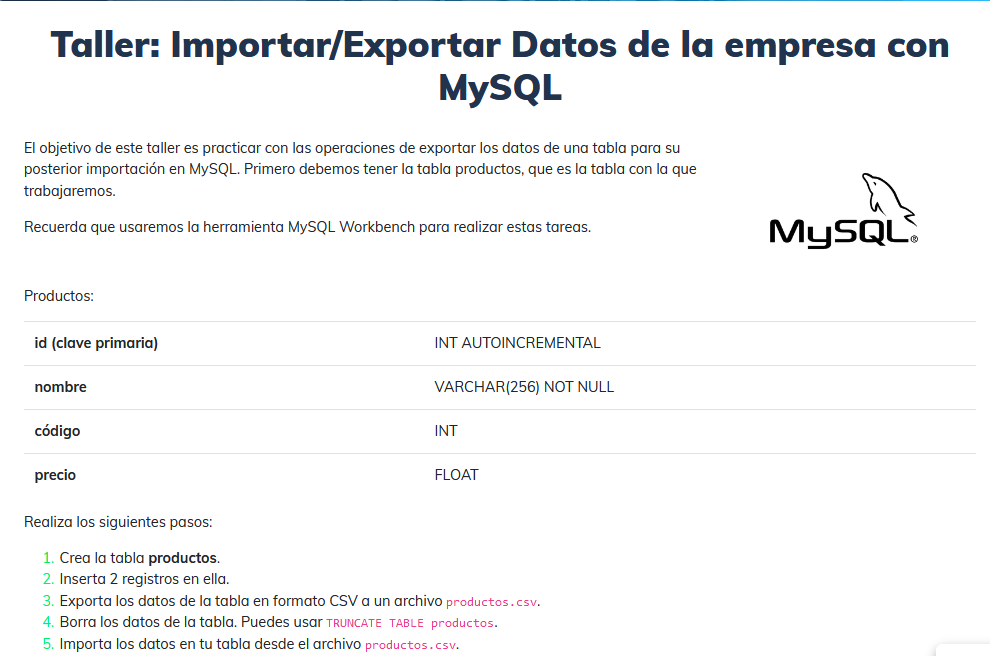 Taller: Importar/Exportar Datos de la empresa con
MySQL
El objetivo de este taller es practicar con las operaciones de exportar los datos de una tabla para su
posterior importación en MySQL. Primero debemos tener la tabla productos, que es la tabla con la que
trabajaremos.
Recuerda que usaremos la herramienta MySQL Workbench para realizar estas tareas.
MySQL®
Productos:
id (clave primaria) INT AUTOINCREMENTAL
nombre VARCHAR(256) NOT NULL
código INT
precio FLOAT
Realiza los siguientes pasos:
1. Crea la tabla productos.
2. Inserta 2 registros en ella.
3. Exporta los datos de la tabla en formato CSV a un archivo productos.csv.
4. Borra los datos de la tabla. Puedes usar TRUNCATE TABLE productos.
5. Importa los datos en tu tabla desde el archivo productos.csv.